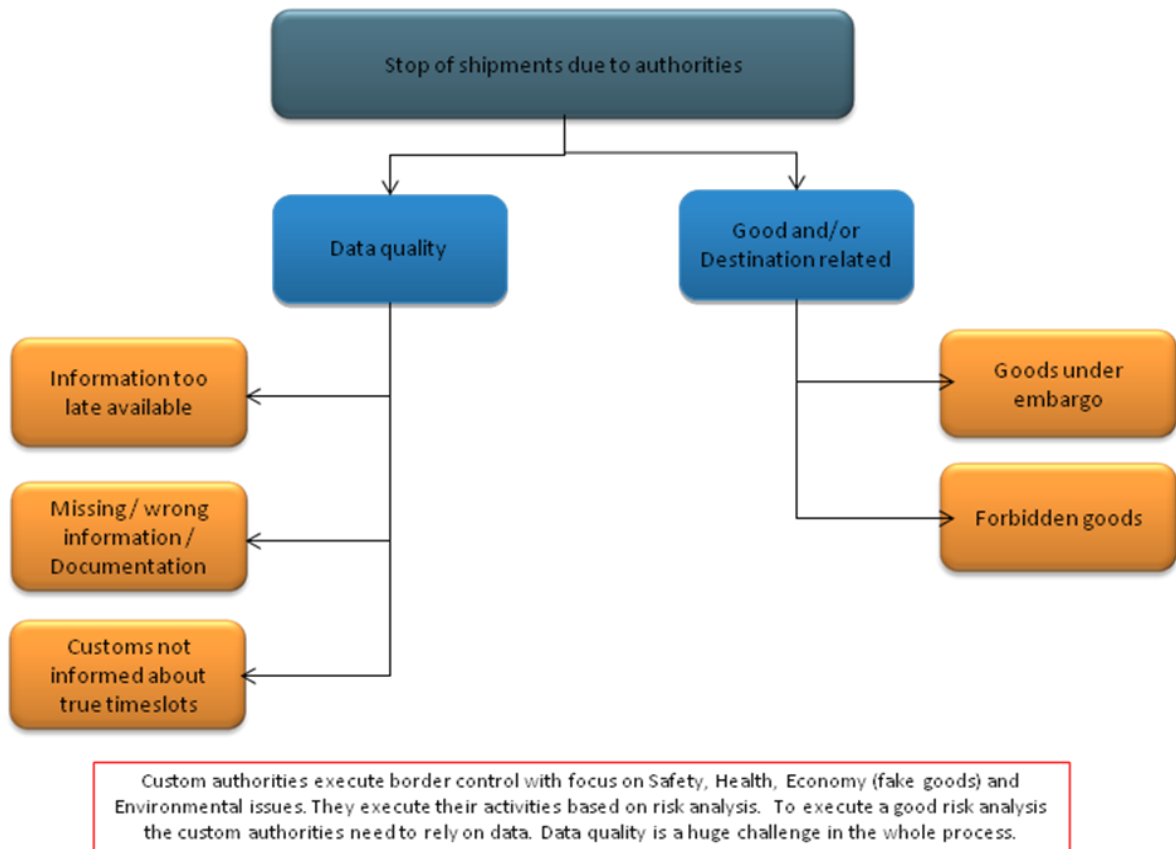 Stop of shipments due to authorities
Data quality
Good and/or
Destination related
Information too
late available
Goods under
embargo
Missing / wrong
information /
Documentation
Forbidden goods
Customs not
informed about
true timeslots
Custom authorities execute border control with focus on Safety, Health, Economy (fake goods) and
Environmental issues. They execute their activities based on risk analysis. To execute a good risk analysis
the custom authorities need to rely on data. Data quality is a huge challenge in the whole process.